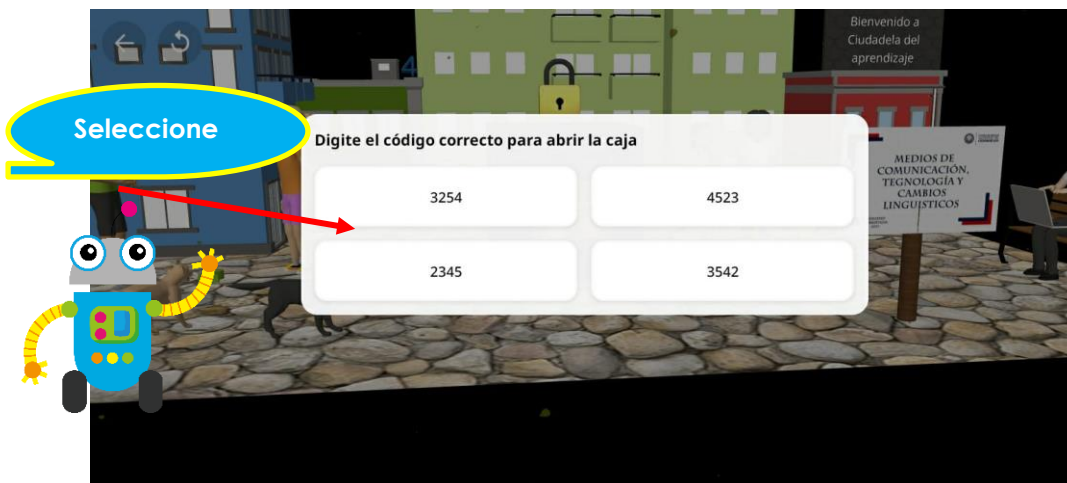 Bienvenido a
Ciudadela del
aprendizaje
4
Seleccione
Digite el código correcto para abrir la caja
3254
4523
2345
3542
MEDIOS DE
COMUNICACIÓN,
TEGNOLOGÍA Y
CAMBIOS
LINGUISTICOS